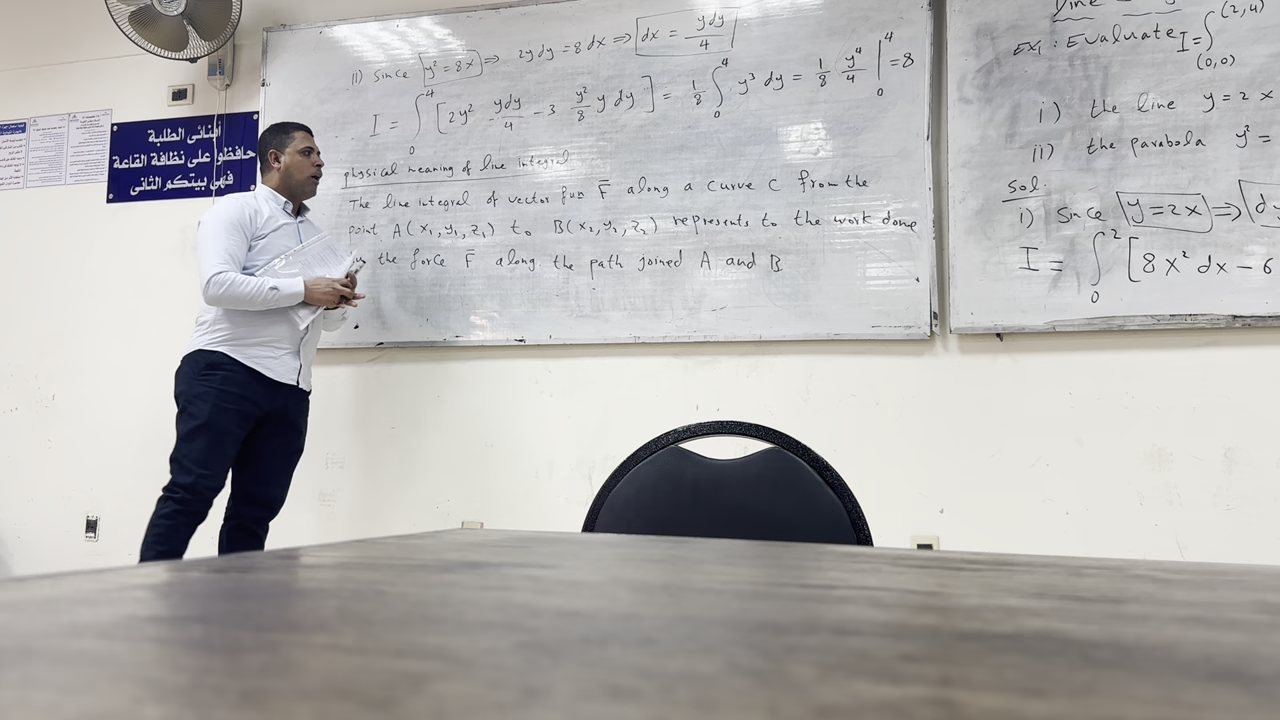 أبنائى الطلبة
حافظوا على نظافة القاعة
فهى بيتكم الثانى
ii) Since y² = 8x ⇒ 2y dy = 8 dx ⇒ dx = y dy / 4
I = ∫₀⁴ [2y² · y dy / 4 − 3 y² / 8 y dy] = 1/8 ∫₀⁴ y³ dy = 1/8 y⁴/4 |₀⁴ = 8
physical meaning of line integral
The line integral of vector fun F̅ along a curve C from the
point A(x₁, y₁, z₁) to B(x₂, y₂, z₂) represents to the work done
the force F̅ along the path joined A and B
Ex1: Evaluate I = ∫ (0,0) (2,4)
i) the line y = 2x
ii) the parabola y² =
Sol.
i) Since y = 2x ⇒ d
I = ∫₀² [8x² dx − 6